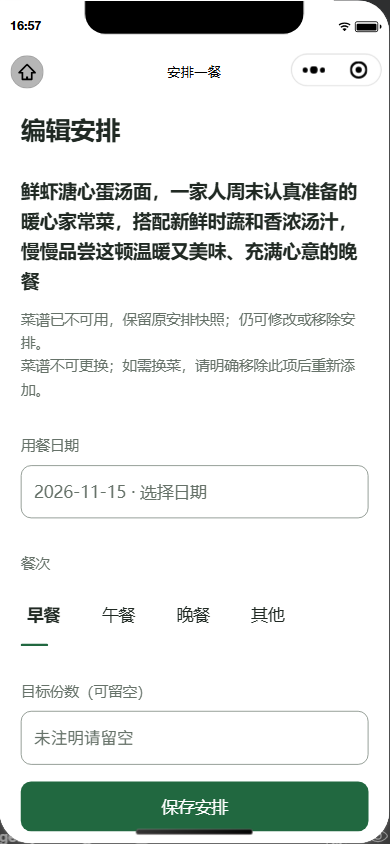 16:57
安排一餐
编辑安排
鲜虾溏心蛋汤面，一家人周末认真准备的
暖心家常菜，搭配新鲜时蔬和香浓汤汁，
慢慢品尝这顿温暖又美味、充满心意的晚
餐
菜谱已不可用，保留原安排快照；仍可修改或移除安
排。
菜谱不可更换；如需换菜，请明确移除此项后重新添
加。
用餐日期
2026-11-15 · 选择日期
餐次
早餐 午餐 晚餐 其他
目标份数（可留空）
未注明请留空
保存安排